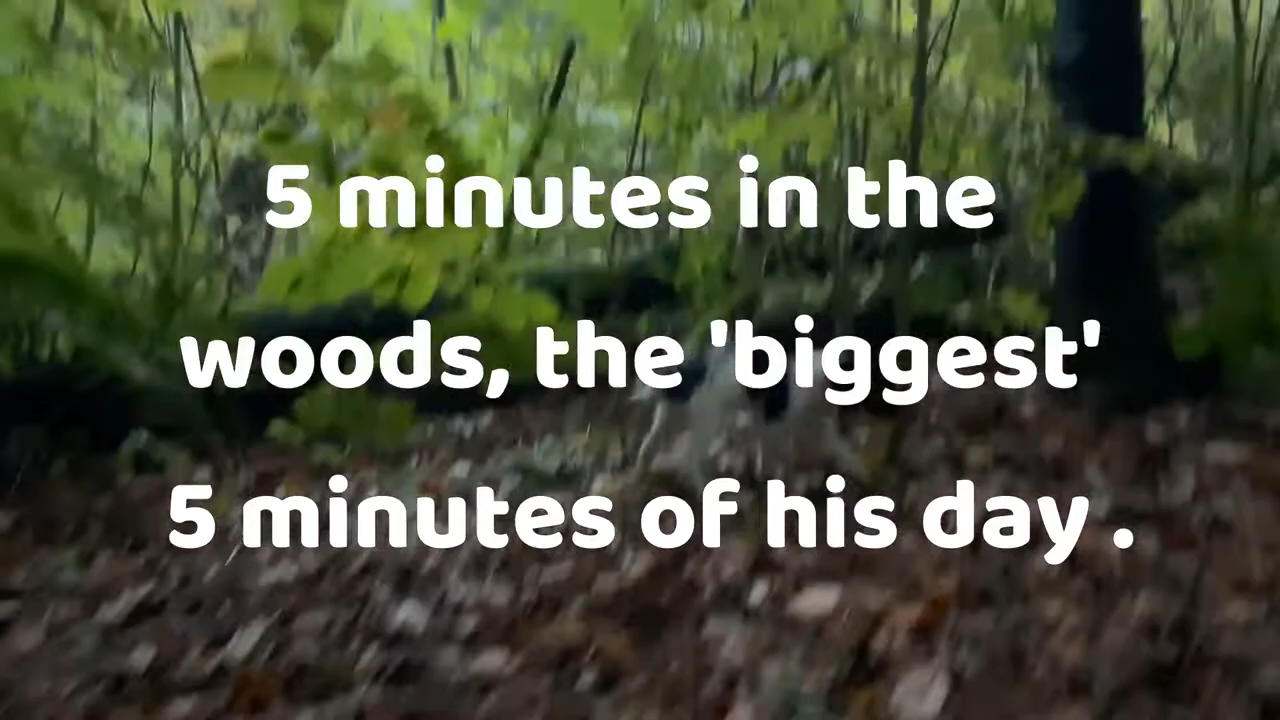 5 minutes in the
woods, the 'biggest'
5 minutes of his day .